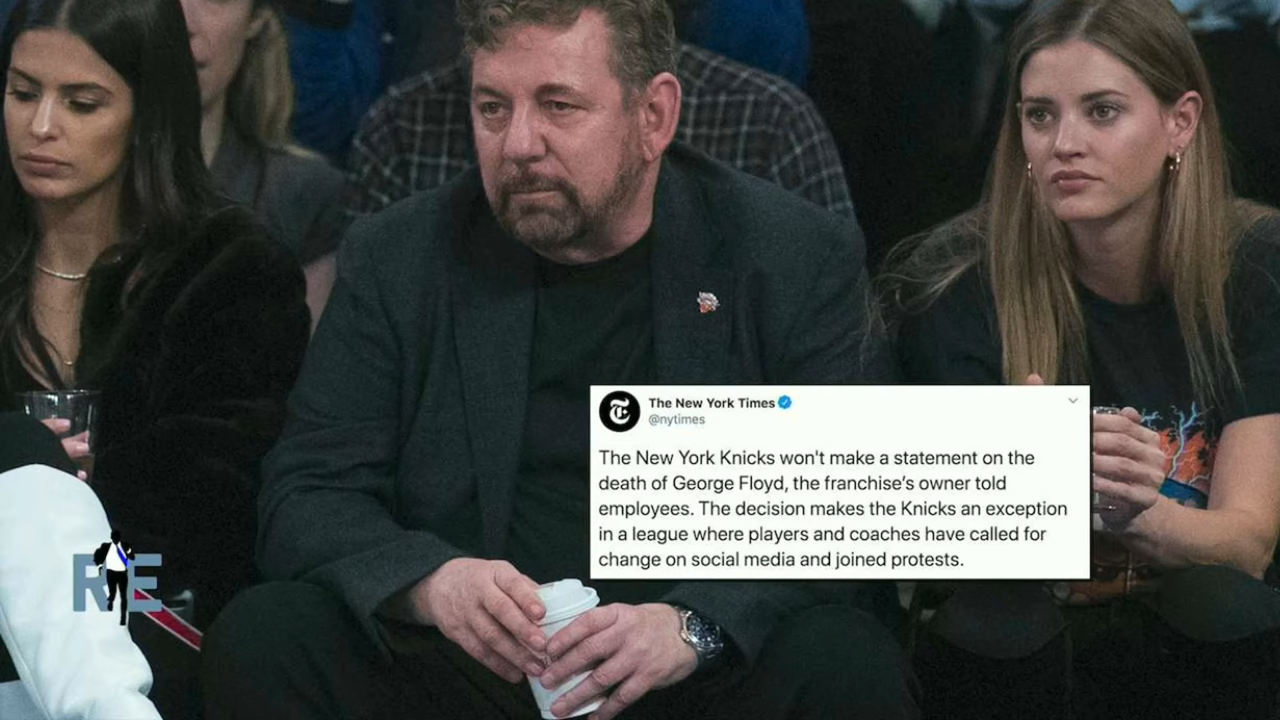 The New York Times
@nytimes
The New York Knicks won't make a statement on the
death of George Floyd, the franchise's owner told
employees. The decision makes the Knicks an exception
in a league where players and coaches have called for
change on social media and joined protests.
RE